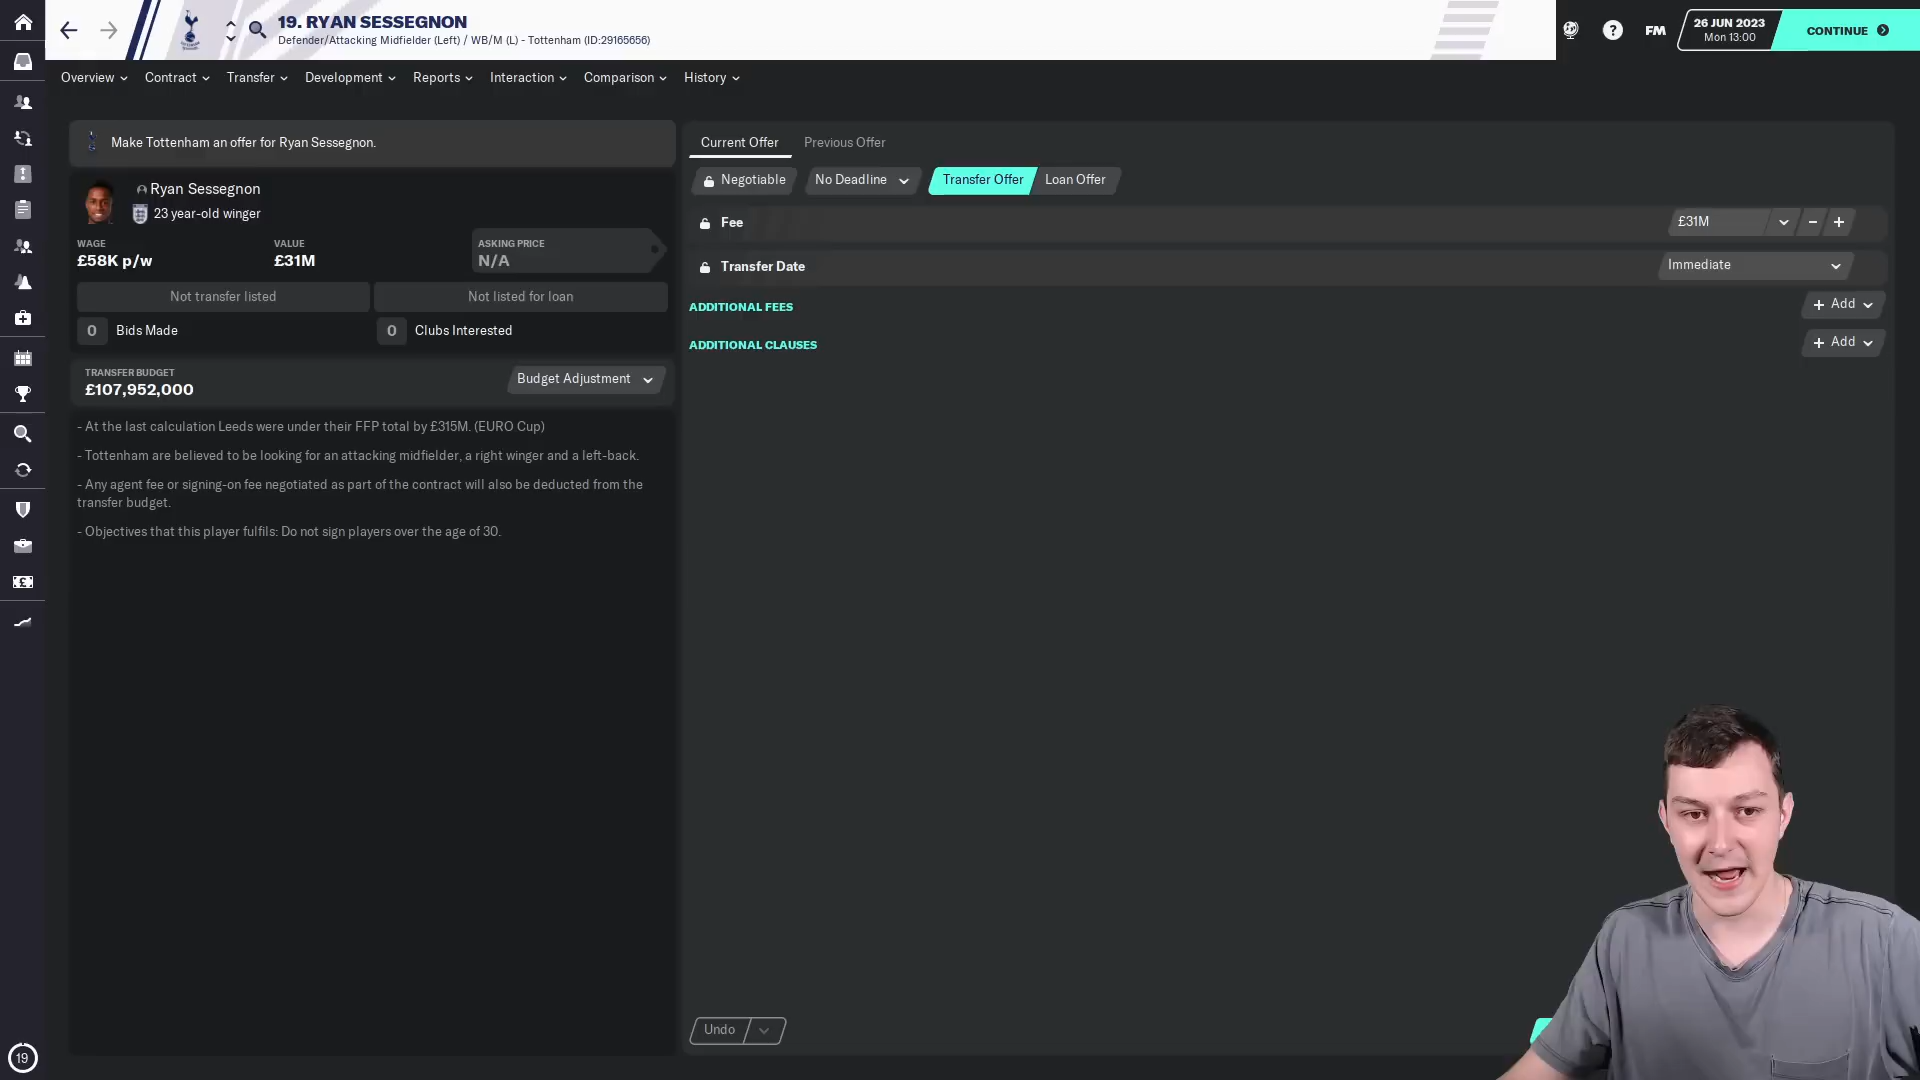 19. RYAN SESSEGNON
Defender/Attacking Midfielder (Left) / WB/M (L) - Tottenham (ID:29165656)
FM
26 JUN 2023
Mon 13:00
CONTINUE
Overview
Contract
Transfer
Development
Reports
Interaction
Comparison
History
Make Tottenham an offer for Ryan Sessegnon.
Ryan Sessegnon
23 year-old winger
WAGE
£58K p/w
VALUE
£31M
ASKING PRICE
N/A
Not transfer listed
Not listed for loan
0 Bids Made
0 Clubs Interested
TRANSFER BUDGET
£107,952,000
Budget Adjustment
- At the last calculation Leeds were under their FFP total by £315M. (EURO Cup)
- Tottenham are believed to be looking for an attacking midfielder, a right winger and a left-back.
- Any agent fee or signing-on fee negotiated as part of the contract will also be deducted from the
transfer budget.
- Objectives that this player fulfils: Do not sign players over the age of 30.
Current Offer
Previous Offer
Negotiable
No Deadline
Transfer Offer
Loan Offer
Fee
£31M
Transfer Date
Immediate
ADDITIONAL FEES
+ Add
ADDITIONAL CLAUSES
+ Add
Undo
19